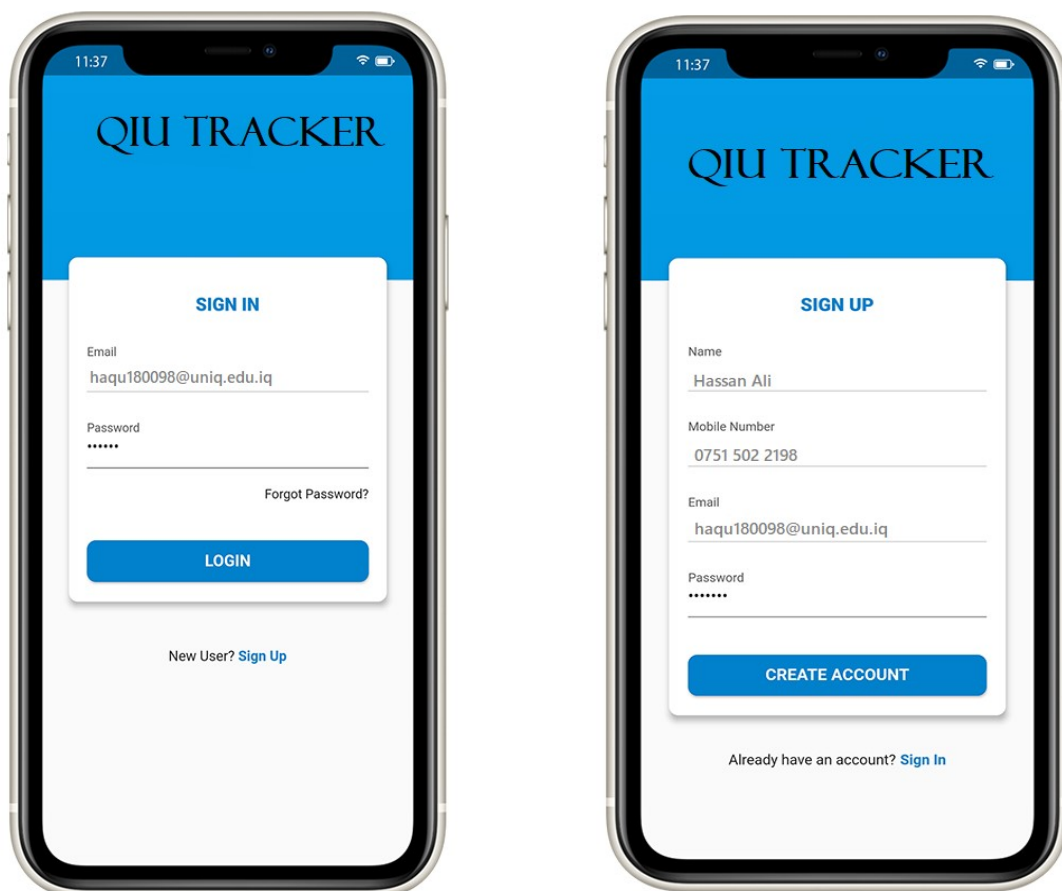 11:37
QIU TRACKER
SIGN IN
Email
haqu180098@uniq.edu.iq
Password
••••••
Forgot Password?
LOGIN
New User? Sign Up
11:37
QIU TRACKER
SIGN UP
Name
Hassan Ali
Mobile Number
0751 502 2198
Email
haqu180098@uniq.edu.iq
Password
•••••••
CREATE ACCOUNT
Already have an account? Sign In